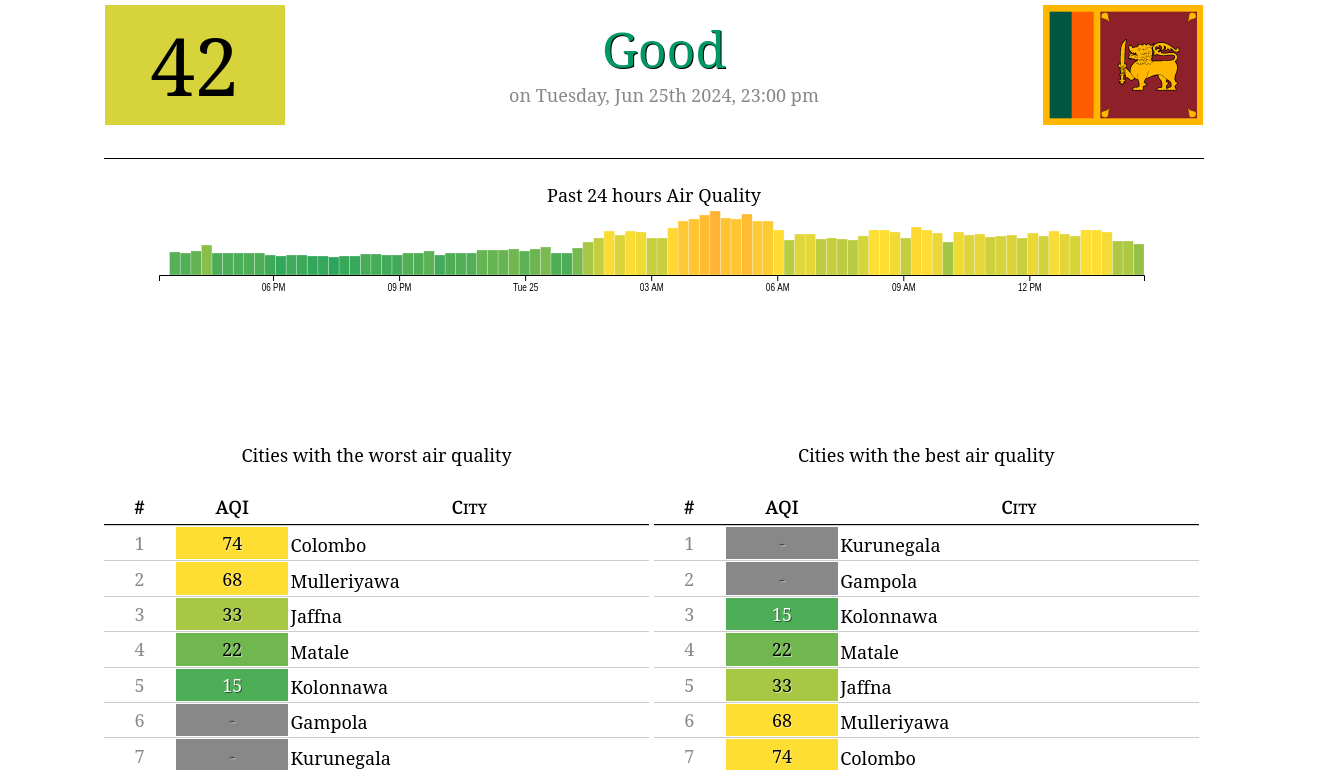 42
Good
on Tuesday, Jun 25th 2024, 23:00 pm
Past 24 hours Air Quality
06 PM 09 PM Tue 25 03 AM 06 AM 09 AM 12 PM
Cities with the worst air quality
# AQI City
1 74 Colombo
2 68 Mulleriyawa
3 33 Jaffna
4 22 Matale
5 15 Kolonnawa
6 - Gampola
7 - Kurunegala
Cities with the best air quality
# AQI City
1 - Kurunegala
2 - Gampola
3 15 Kolonnawa
4 22 Matale
5 33 Jaffna
6 68 Mulleriyawa
7 74 Colombo